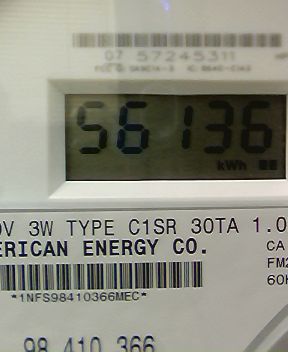 07 57245311
56136
kWh
0V 3W TYPE C1SR 30TA 1.0
ERICAN ENERGY CO.
CA
FM2
60H
*1NFS98410366MEC*
98 410 366